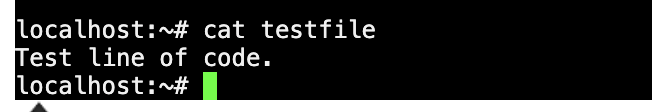 localhost:~# cat testfile
Test line of code.
localhost:~#